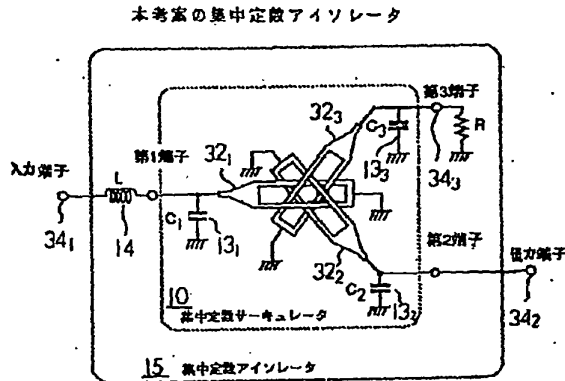 本考案の集中定数アイソレータ
第3端子
32₃
C₃
R
13₃
34₃
入力端子
L
第1端子
32₁
34₁
14
C₁
13₁
第2端子
出力端子
32₂
C₂
13₂
34₂
10
集中定数サーキュレータ
15 集中定数アイソレータ